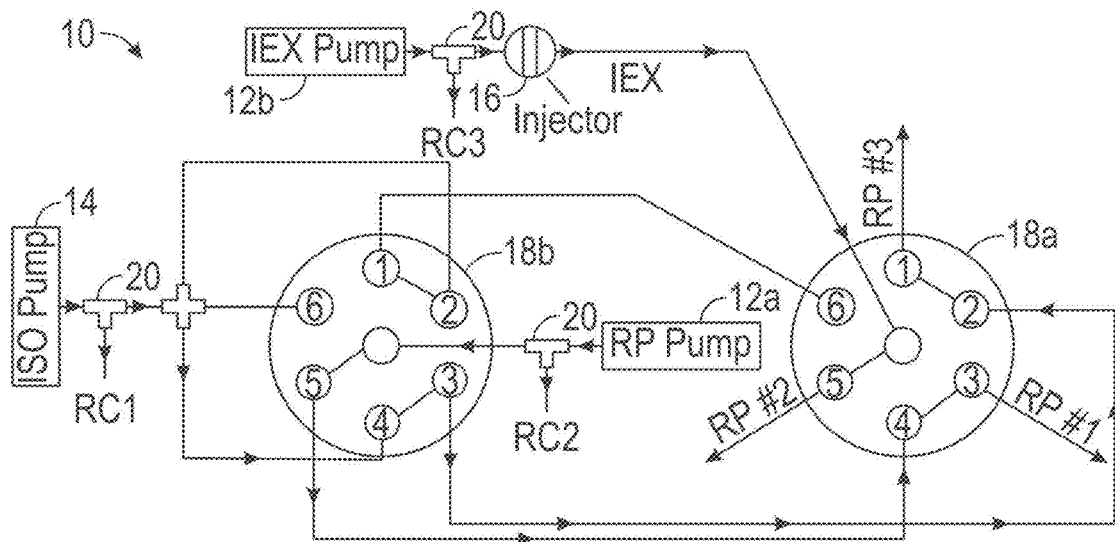 10
20
IEX Pump
12b
16
IEX
Injector
RC3
RP #3
14
ISO Pump
20
RC1
18b
1
2
3
4
5
6
20
12a
RP Pump
RC2
18a
1
2
3
4
5
6
RP #2
RP #1